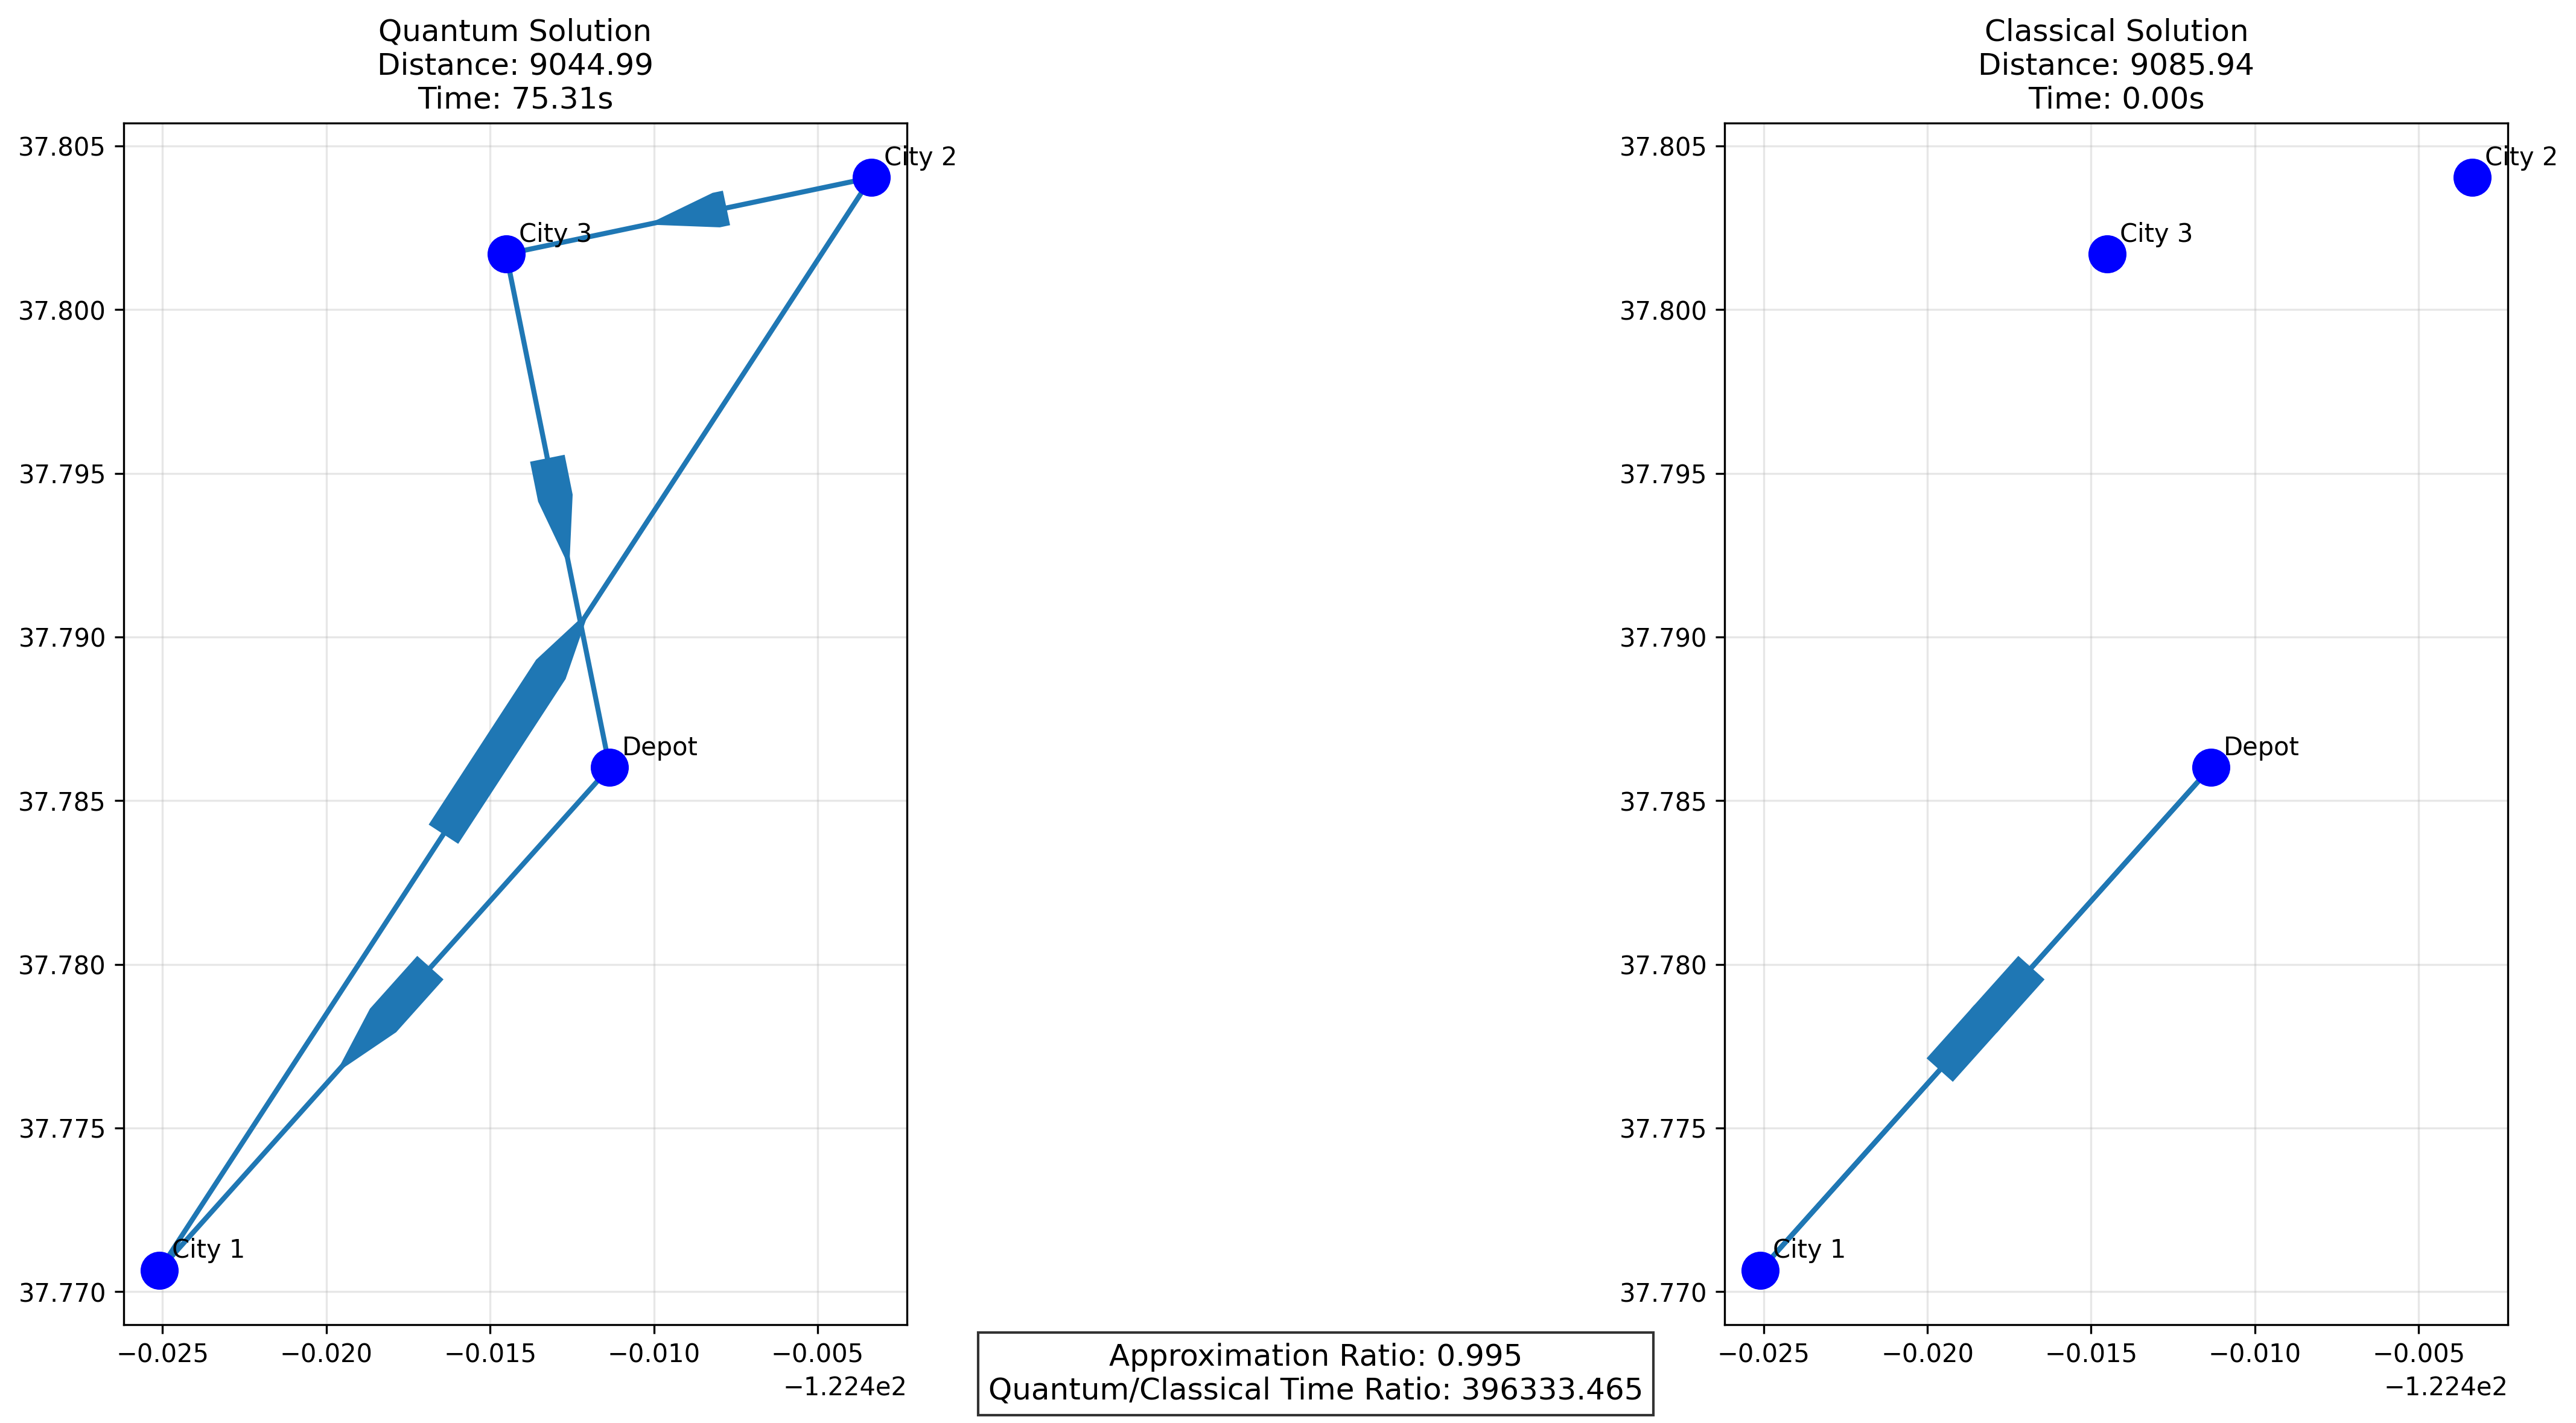 Quantum Solution
Distance: 9044.99
Time: 75.31s
37.805
37.800
37.795
37.790
37.785
37.780
37.775
37.770
City 2
City 3
Depot
City 1
−0.025
−0.020
−0.015
−0.010
−0.005
−1.224e2
Classical Solution
Distance: 9085.94
Time: 0.00s
37.805
37.800
37.795
37.790
37.785
37.780
37.775
37.770
City 2
City 3
Depot
City 1
−0.025
−0.020
−0.015
−0.010
−0.005
−1.224e2
Approximation Ratio: 0.995
Quantum/Classical Time Ratio: 396333.465